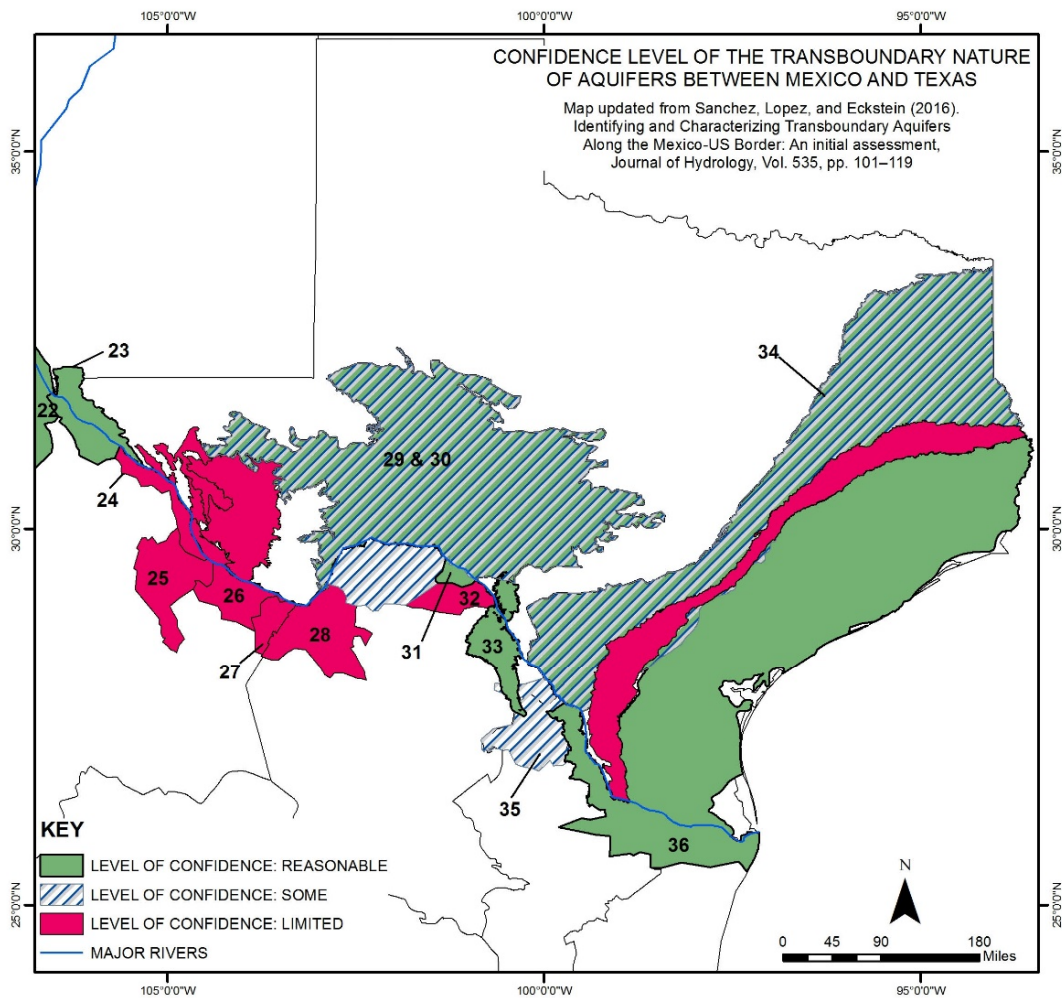 105°0'0"W
100°0'0"W
95°0'0"W
CONFIDENCE LEVEL OF THE TRANSBOUNDARY NATURE
OF AQUIFERS BETWEEN MEXICO AND TEXAS
Map updated from Sanchez, Lopez, and Eckstein (2016).
Identifying and Characterizing Transboundary Aquifers
Along the Mexico-US Border: An initial assessment,
Journal of Hydrology, Vol. 535, pp. 101–119
35°0'0"N
35°0'0"N
23
34
22
29 & 30
24
30°0'0"N
30°0'0"N
25
26
32
31
33
28
27
35
36
KEY
LEVEL OF CONFIDENCE: REASONABLE
LEVEL OF CONFIDENCE: SOME
LEVEL OF CONFIDENCE: LIMITED
MAJOR RIVERS
N
0 45 90 180
Miles
25°0'0"N
25°0'0"N
105°0'0"W
100°0'0"W
95°0'0"W